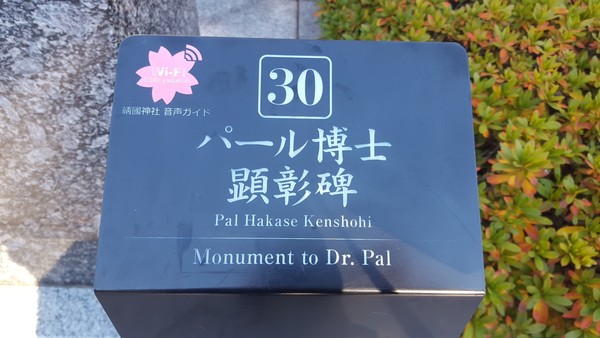 Wi-Fi
靖國神社 音声ガイド
30
パール博士
顕彰碑
Pal Hakase Kenshohi
Monument to Dr. Pal